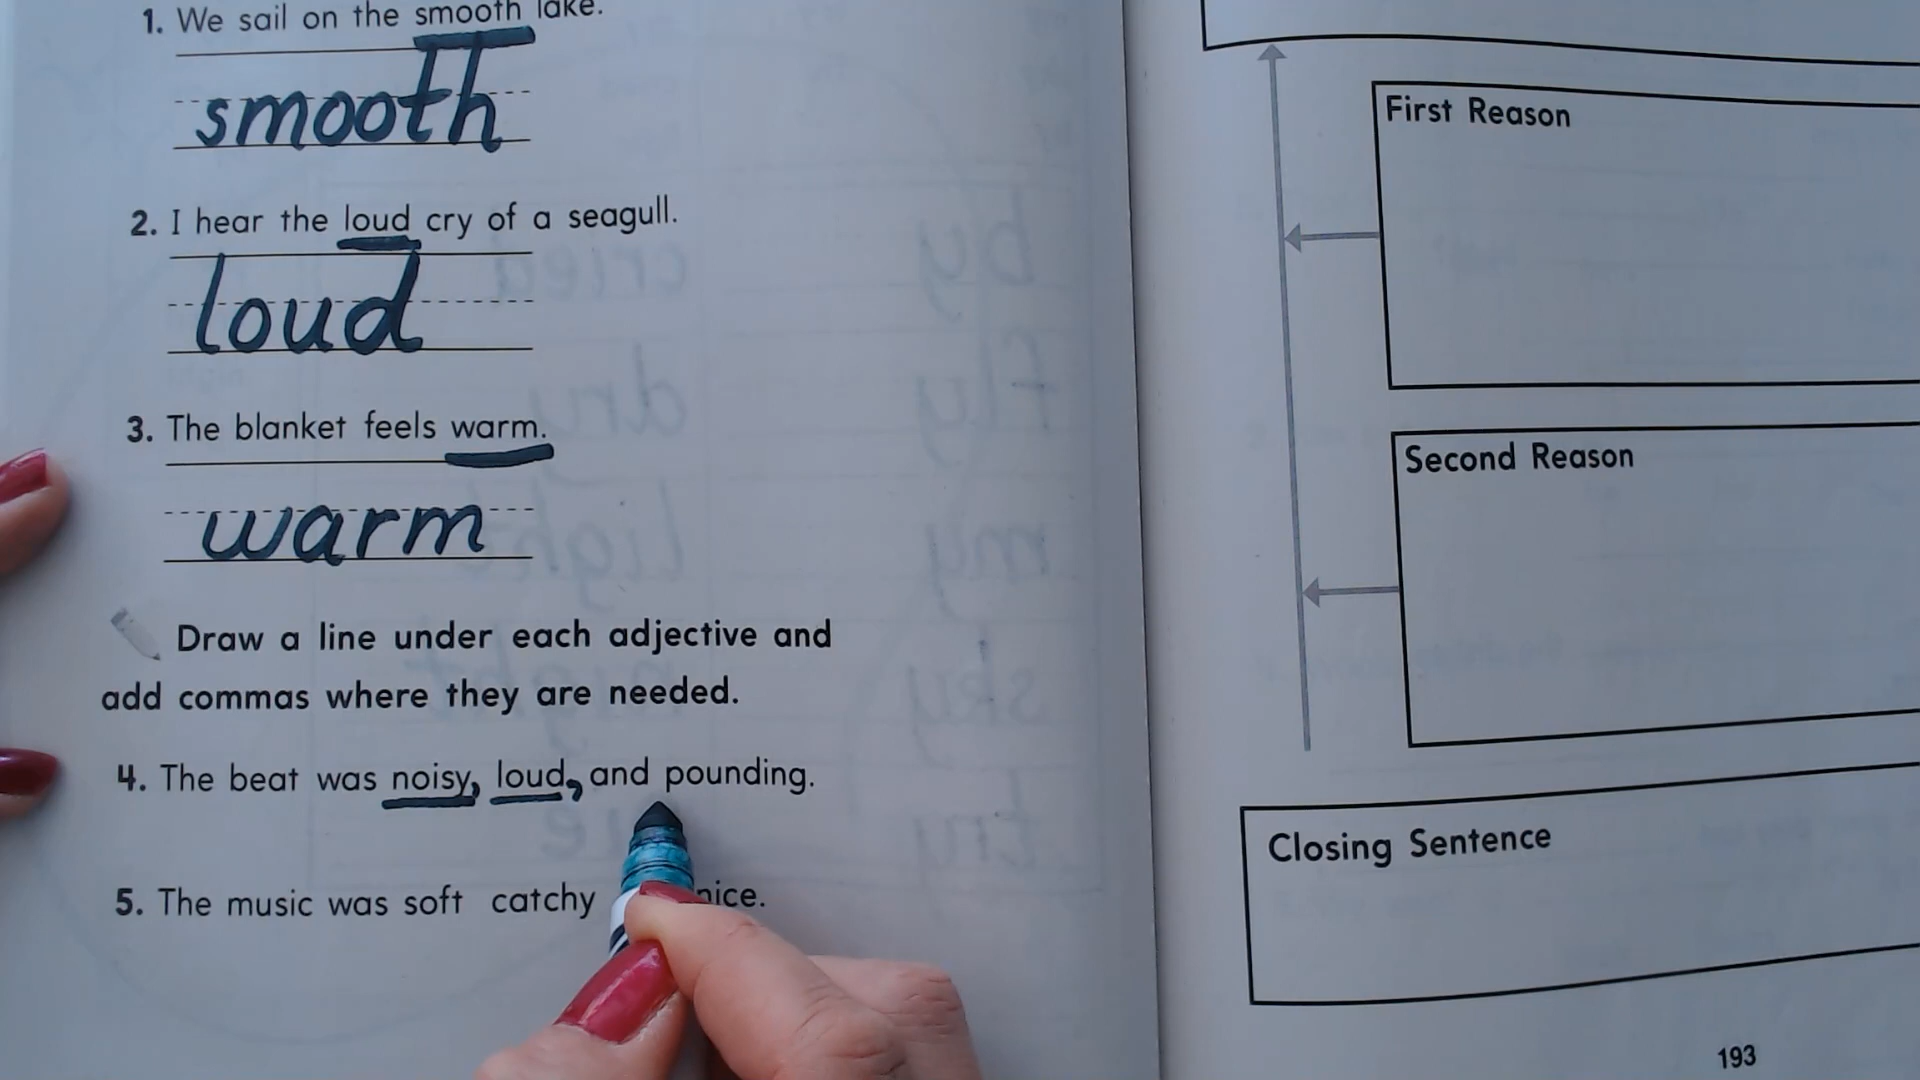 1. We sail on the smooth lake.
smooth
2. I hear the loud cry of a seagull.
loud
3. The blanket feels warm.
warm
Draw a line under each adjective and
add commas where they are needed.
4. The beat was noisy, loud, and pounding.
5. The music was soft catchy nice.
First Reason
Second Reason
Closing Sentence
193